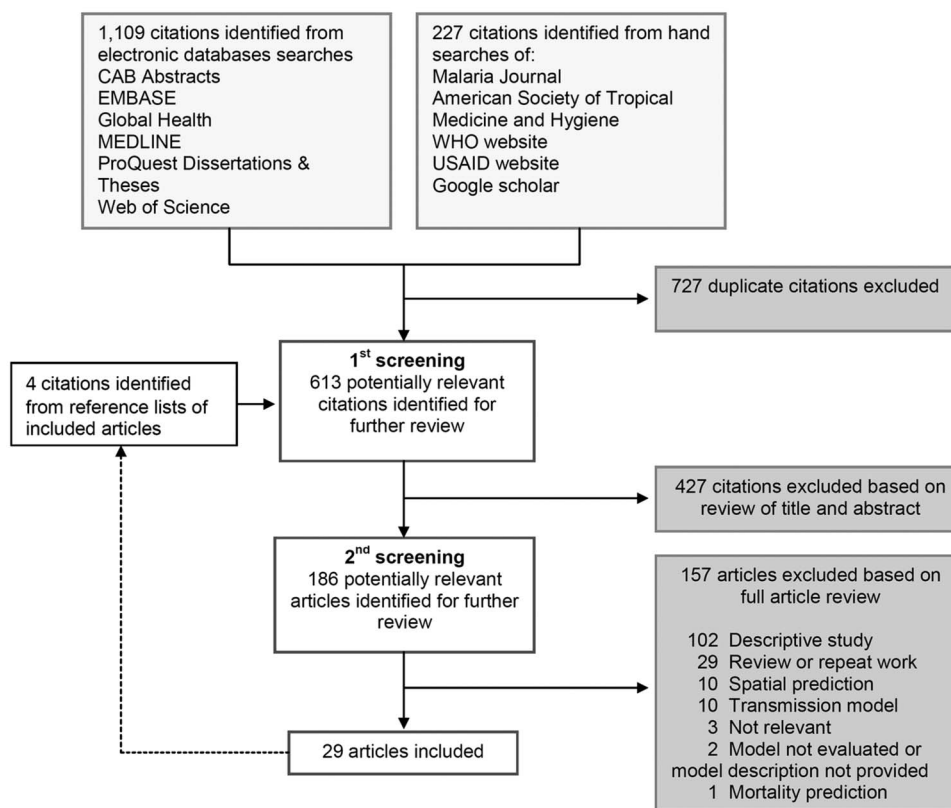 1,109 citations identified from
electronic databases searches
CAB Abstracts
EMBASE
Global Health
MEDLINE
ProQuest Dissertations &
Theses
Web of Science
227 citations identified from hand
searches of:
Malaria Journal
American Society of Tropical
Medicine and Hygiene
WHO website
USAID website
Google scholar
727 duplicate citations excluded
1st screening
613 potentially relevant
citations identified for
further review
4 citations identified
from reference lists of
included articles
427 citations excluded based on
review of title and abstract
2nd screening
186 potentially relevant
articles identified for further
review
157 articles excluded based on
full article review
102 Descriptive study
29 Review or repeat work
10 Spatial prediction
10 Transmission model
3 Not relevant
2 Model not evaluated or
model description not provided
1 Mortality prediction
29 articles included